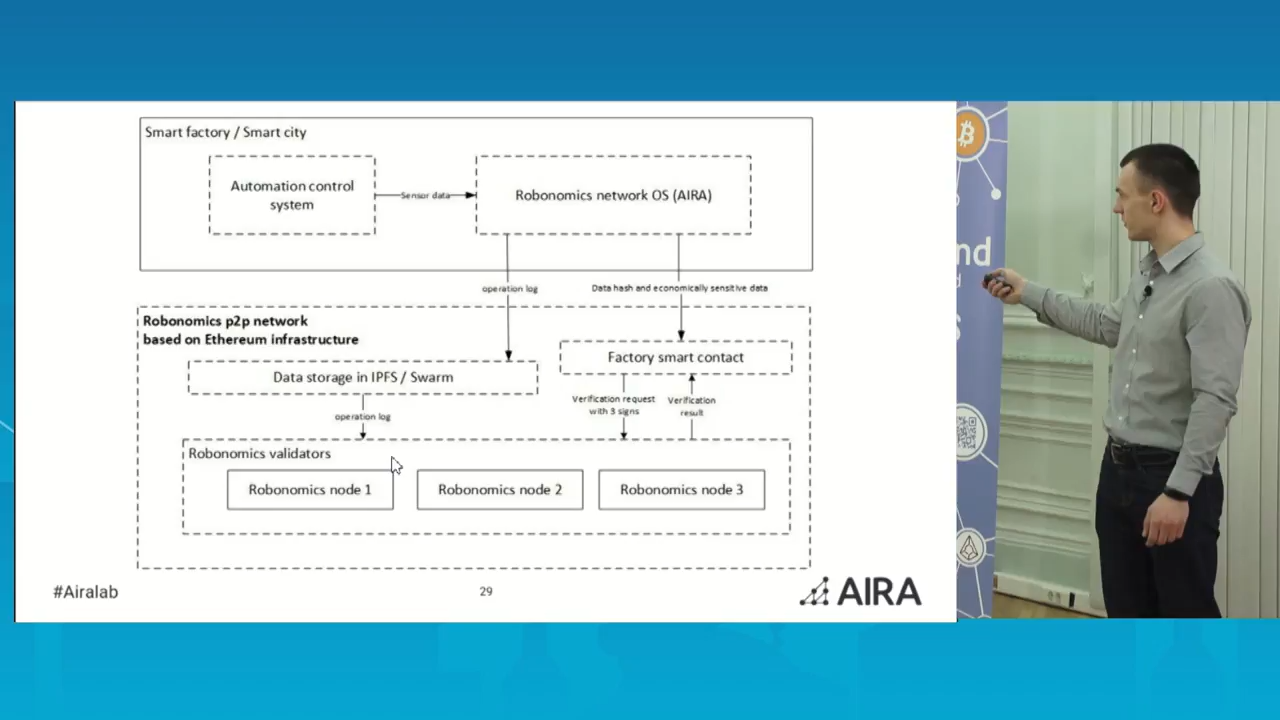 Smart factory / Smart city
Automation control
system
Sensor data
Robonomics network OS (AIRA)
operation log
Data hash and economically sensitive data
Robonomics p2p network
based on Ethereum infrastructure
Factory smart contact
Data storage in IPFS / Swarm
Verification request
with 3 signs
Verification
result
operation log
Robonomics validators
Robonomics node 1
Robonomics node 2
Robonomics node 3
#Airalab
29
AIRA
nd
d
S